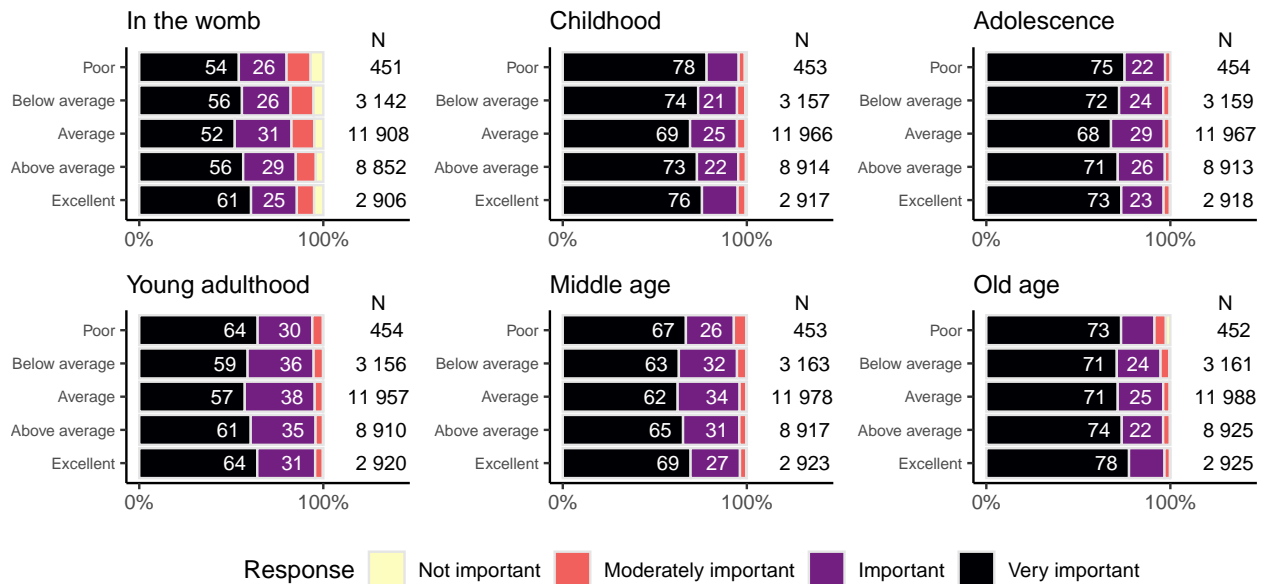 In the womb
N
Poor 54 26 451
Below average 56 26 3 142
Average 52 31 11 908
Above average 56 29 8 852
Excellent 61 25 2 906
0% 100%
Childhood
N
Poor 78 453
Below average 74 21 3 157
Average 69 25 11 966
Above average 73 22 8 914
Excellent 76 2 917
0% 100%
Adolescence
N
Poor 75 22 454
Below average 72 24 3 159
Average 68 29 11 967
Above average 71 26 8 913
Excellent 73 23 2 918
0% 100%
Young adulthood
N
Poor 64 30 454
Below average 59 36 3 156
Average 57 38 11 957
Above average 61 35 8 910
Excellent 64 31 2 920
0% 100%
Middle age
N
Poor 67 26 453
Below average 63 32 3 163
Average 62 34 11 978
Above average 65 31 8 917
Excellent 69 27 2 923
0% 100%
Old age
N
Poor 73 452
Below average 71 24 3 161
Average 71 25 11 988
Above average 74 22 8 925
Excellent 78 2 925
0% 100%
Response Not important Moderately important Important Very important